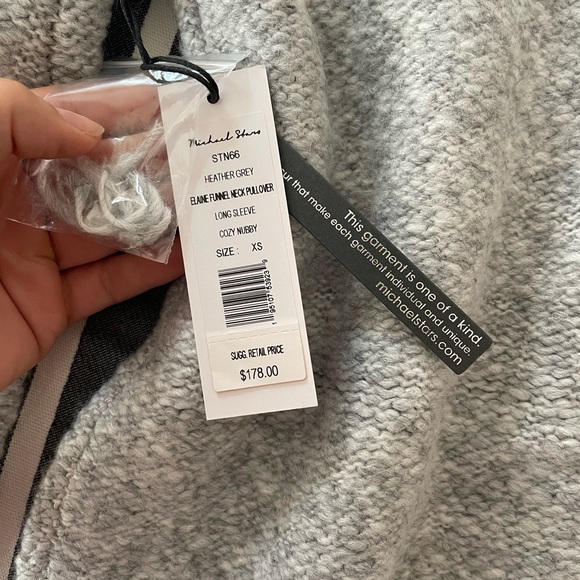 Michael Stars
STN66
HEATHER GREY
ELAINE FUNNEL NECK PULLOVER
LONG SLEEVE
COZY NUBBY
SIZE : XS
SUGG. RETAIL PRICE
$178.00
This garment is one of a kind.
that make each garment individual and unique.
michaelstars.com